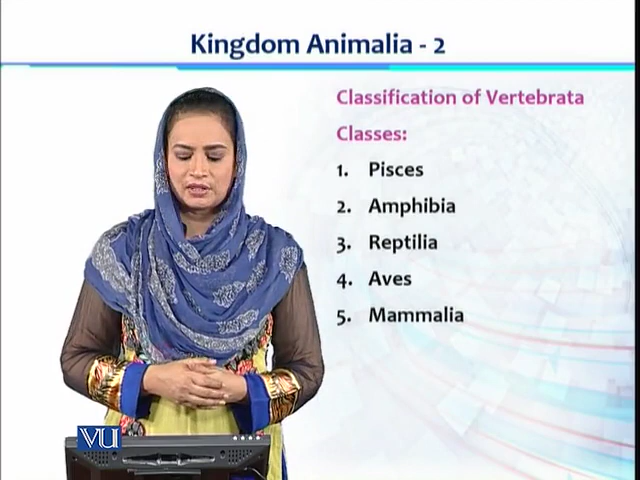 Kingdom Animalia - 2
Classification of Vertebrata
Classes:
1. Pisces
2. Amphibia
3. Reptilia
4. Aves
5. Mammalia
VU